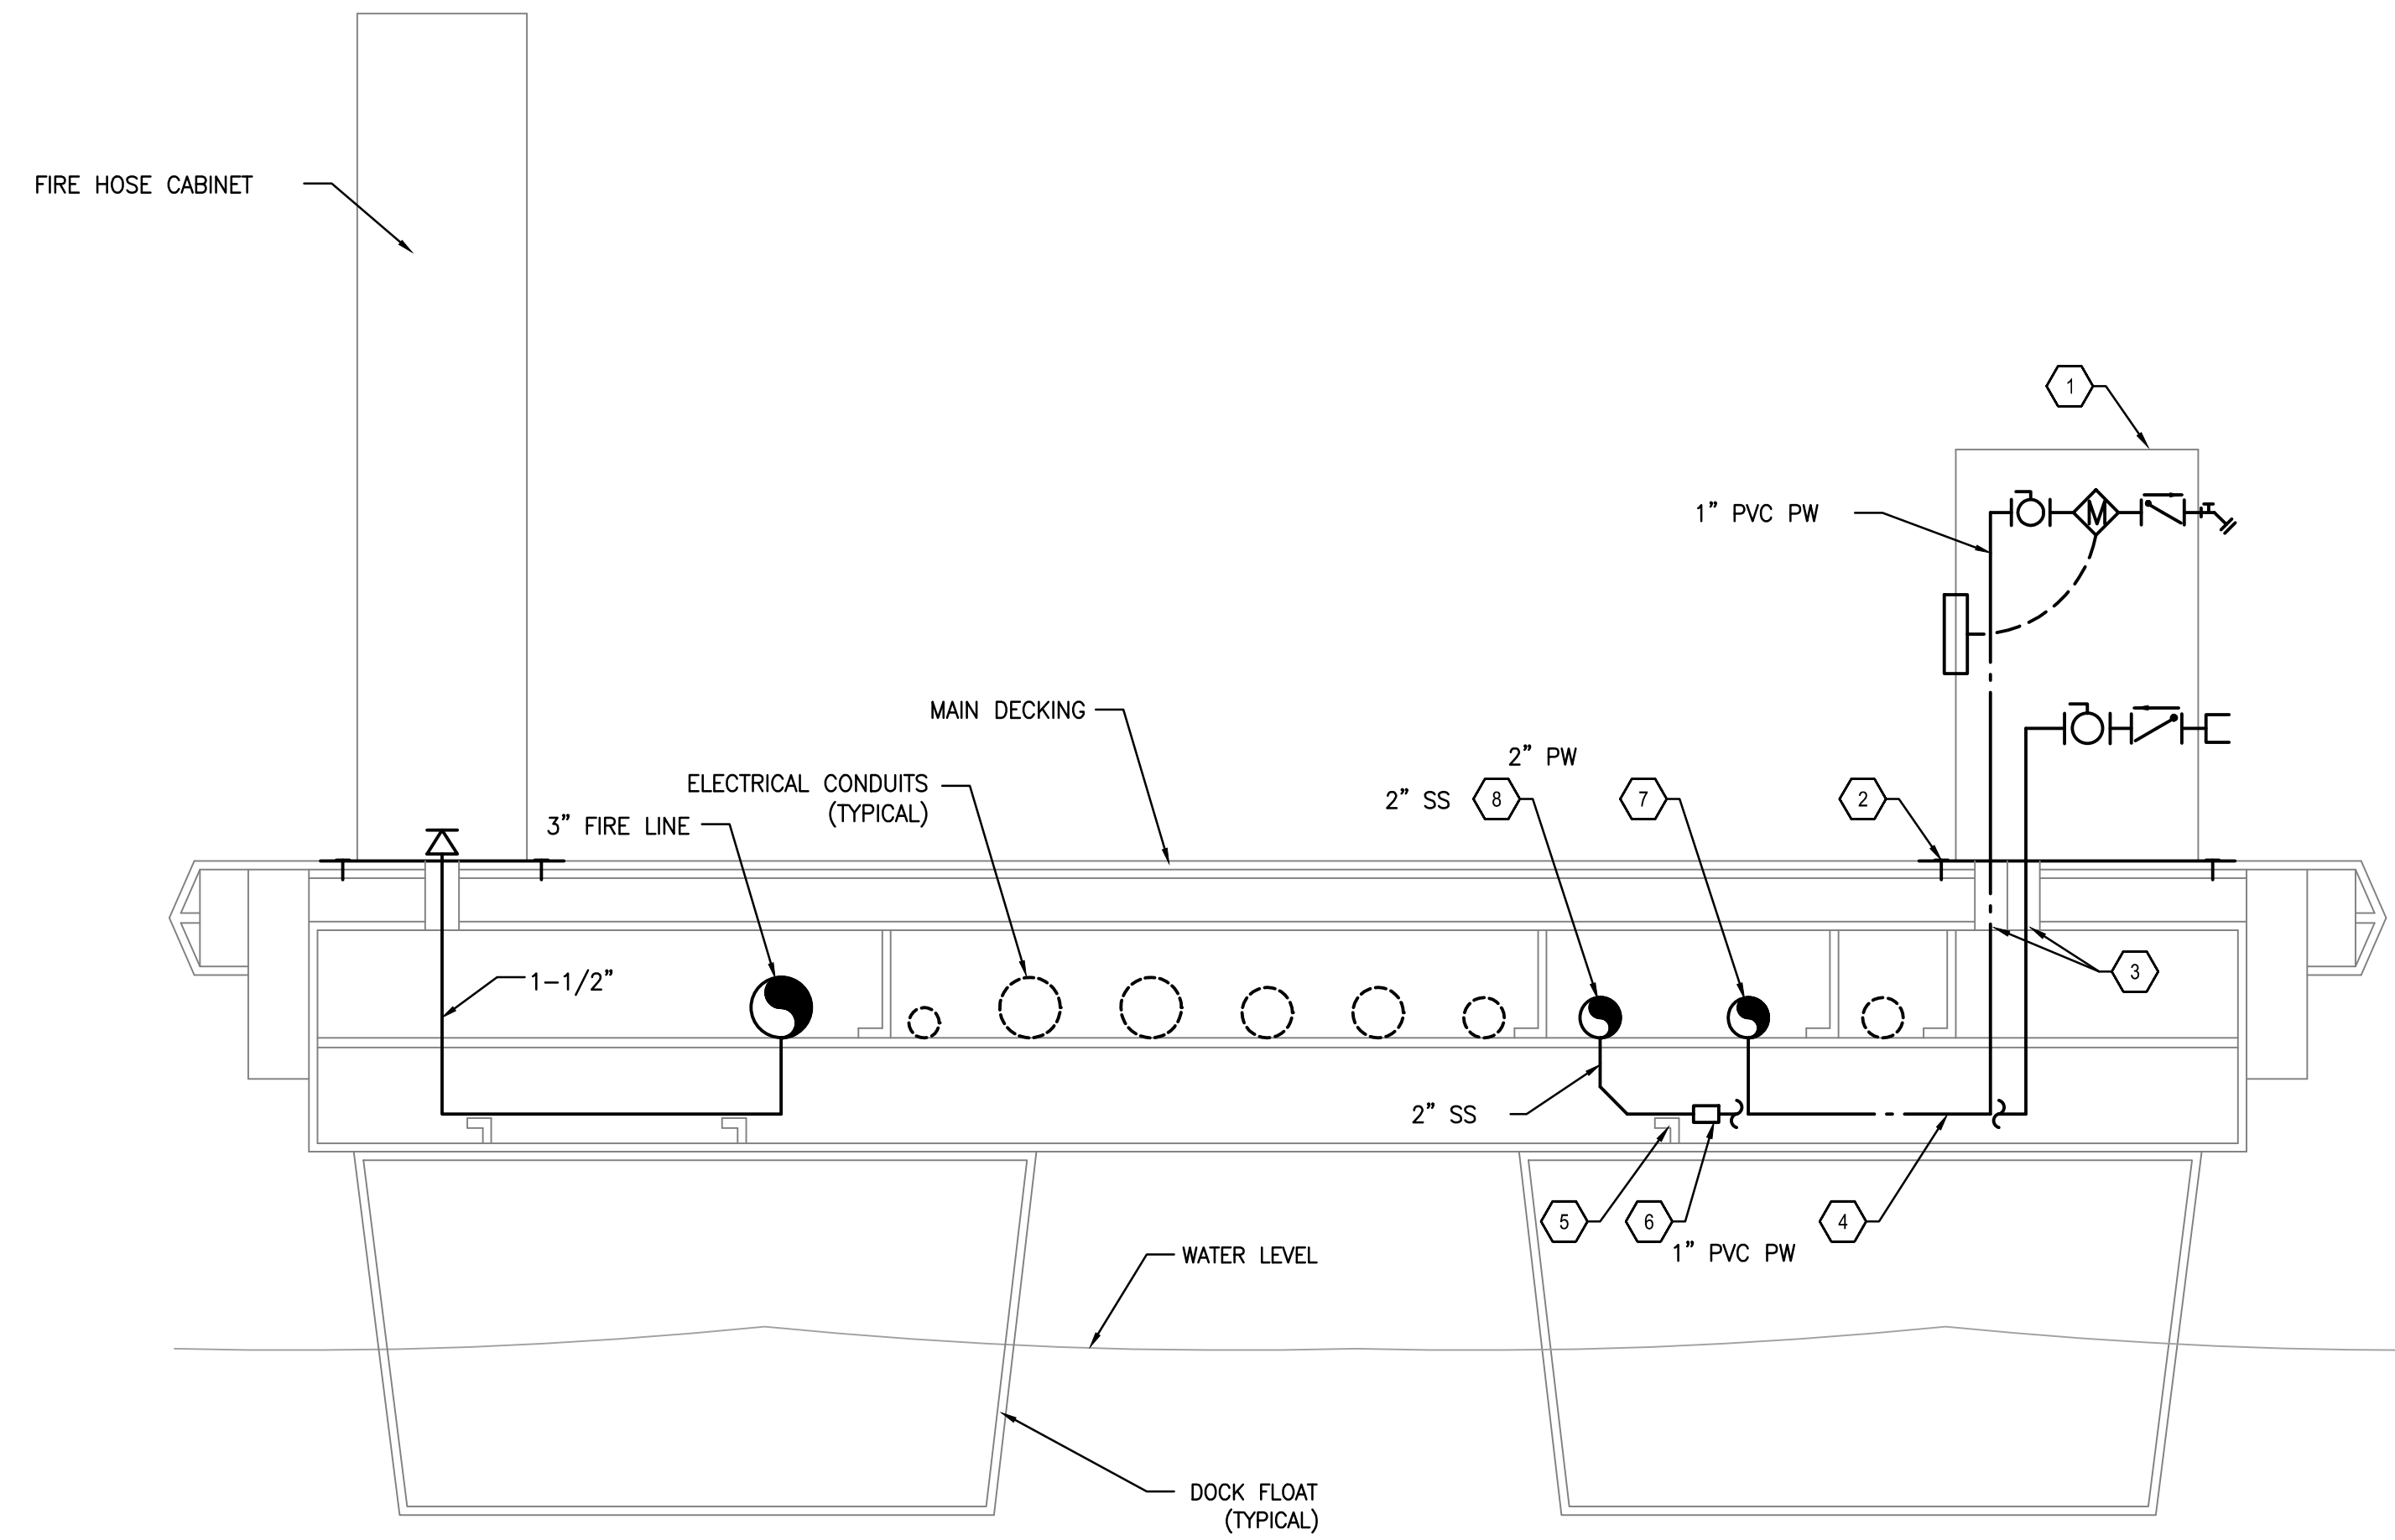 FIRE HOSE CABINET
1
1” PVC PW
M
MAIN DECKING
2” PW
ELECTRICAL CONDUITS
(TYPICAL)
2” SS
8
7
2
3” FIRE LINE
1-1/2”
3
2” SS
5
6
4
1” PVC PW
WATER LEVEL
DOCK FLOAT
(TYPICAL)